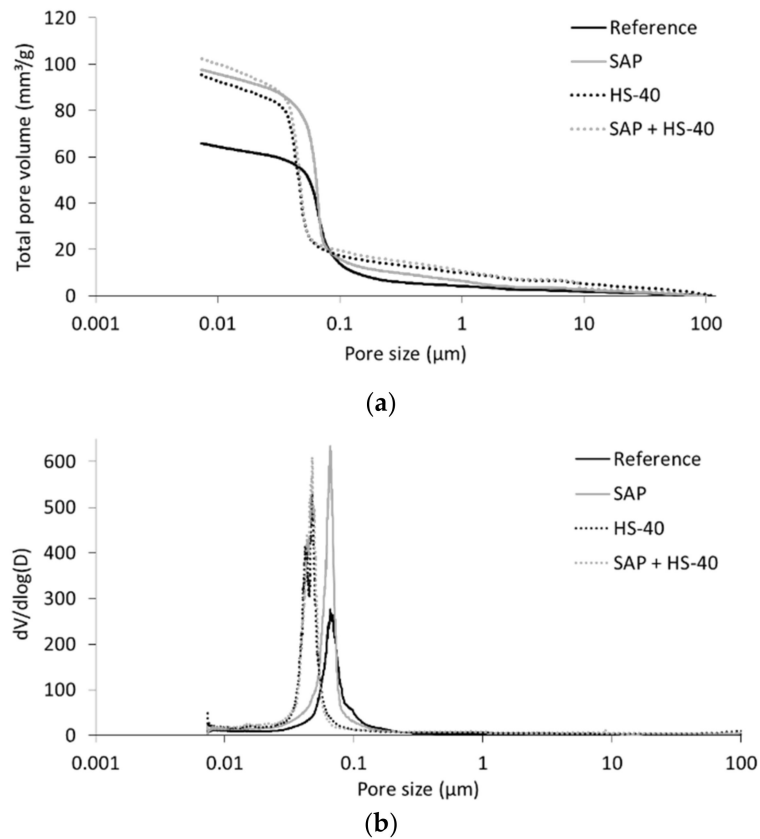 Total pore volume (mm³/g)
120
100
80
60
40
20
0
0.001
0.01
0.1
1
10
100
Pore size (μm)
Reference
SAP
HS-40
SAP + HS-40
(a)
dV/dlog(D)
600
500
400
300
200
100
0
0.001
0.01
0.1
1
10
100
Pore size (μm)
Reference
SAP
HS-40
SAP + HS-40
(b)